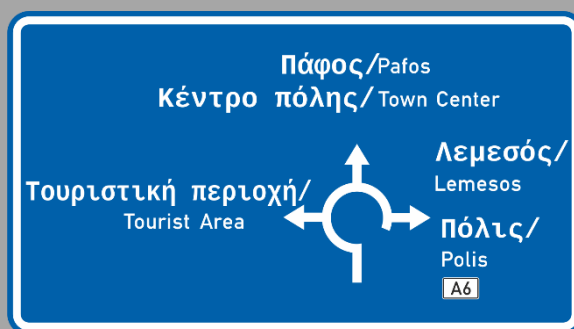 Πάφος/Pafos
Κέντρο πόλης/Town Center
Λεμεσός/
Lemesos
Τουριστική περιοχή/
Tourist Area
Πόλις/
Polis
A6